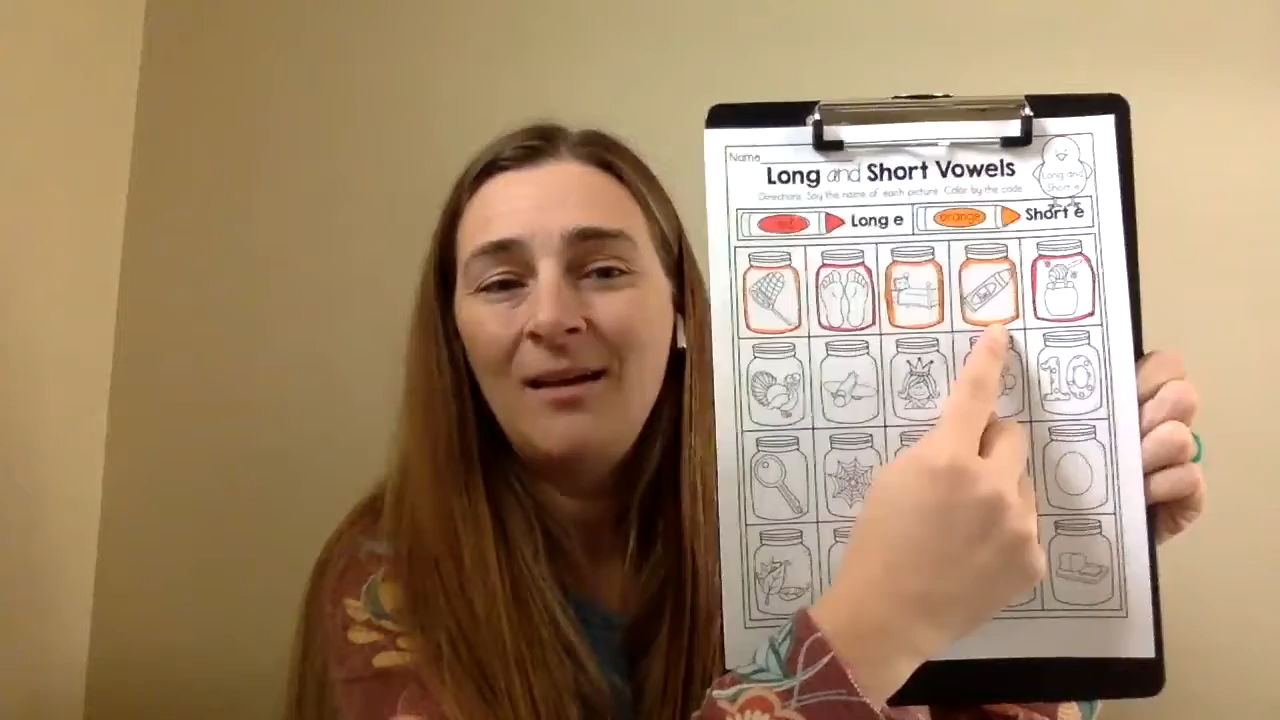 Name
Long and Short Vowels
Long and
Short e
Directions: Say the name of each picture. Color by the code.
red Long e orange Short e
10